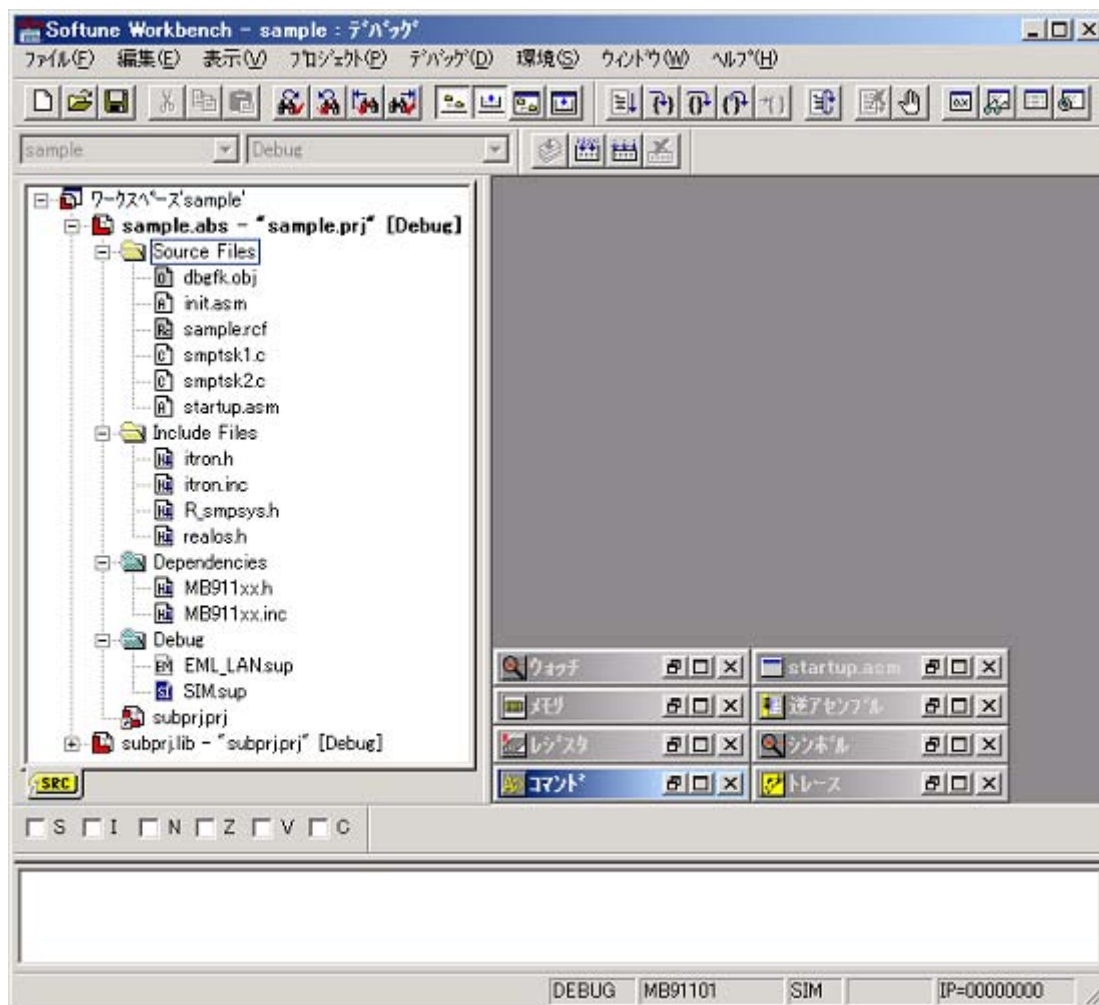 Softune Workbench - sample : ﾃﾞﾊﾞｯｸﾞ
ﾌｧｲﾙ(F) 編集(E) 表示(V) ﾌﾟﾛｼﾞｪｸﾄ(P) ﾃﾞﾊﾞｯｸﾞ(D) 環境(S) ｳｨﾝﾄﾞｳ(W) ﾍﾙﾌﾟ(H)
sample Debug
ﾜｰｸｽﾍﾟｰｽ'sample'
sample.abs - "sample.prj" [Debug]
Source Files
dbgfk.obj
init.asm
sample.rcf
smptsk1.c
smptsk2.c
startup.asm
Include Files
itron.h
itron.inc
R_smpsys.h
realos.h
Dependencies
MB911xx.h
MB911xx.inc
Debug
EML_LAN.sup
SIM.sup
subprj.prj
subprj.lib - "subprj.prj" [Debug]
SRC
ｳｫｯﾁ startup.asm
ﾒﾓﾘ 逆ｱｾﾝﾌﾞﾙ
ﾚｼﾞｽﾀ ｼﾝﾎﾞﾙ
ｺﾏﾝﾄﾞ ﾄﾚｰｽ
S I N Z V C
DEBUG MB91101 SIM IP=00000000